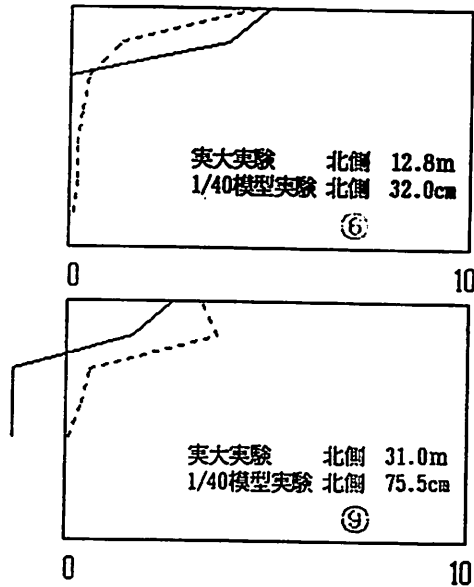 実大実験 北側 12.8m
1/40模型実験 北側 32.0cm
⑥
0 10
実大実験 北側 31.0m
1/40模型実験 北側 75.5cm
⑨
0 10